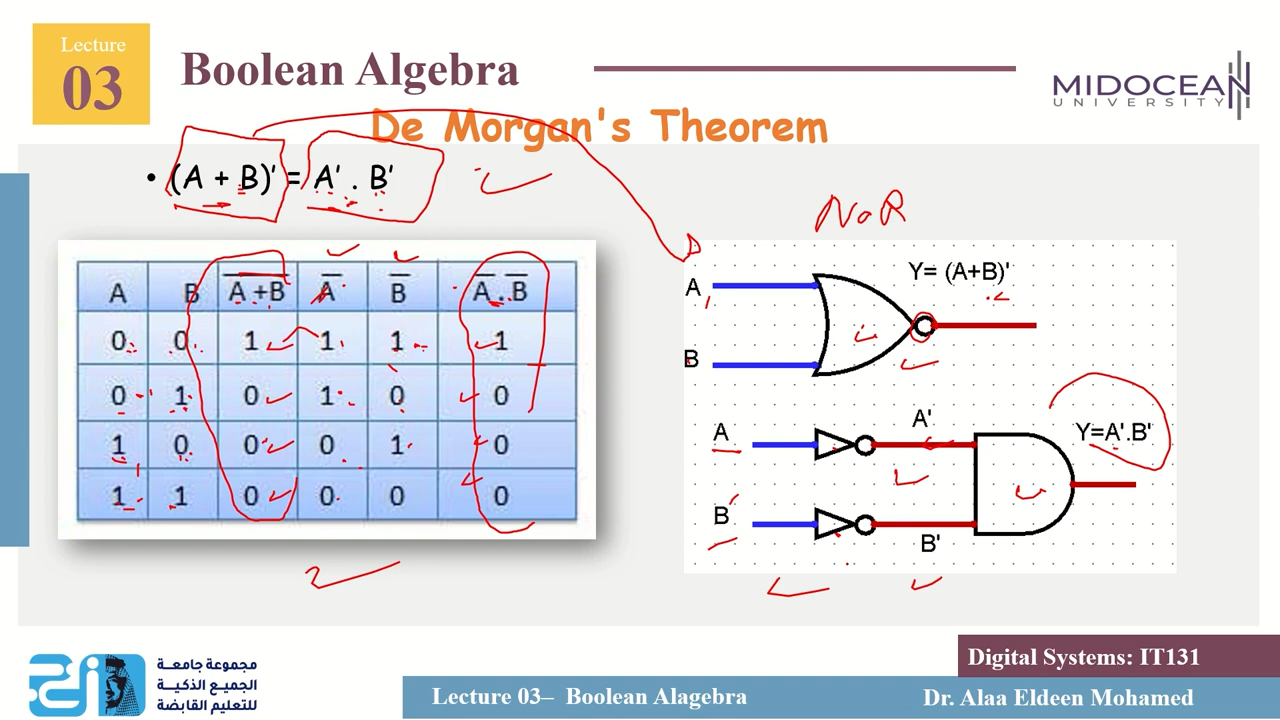 Lecture
03
Boolean Algebra
MIDOCEAN
UNIVERSITY
De Morgan's Theorem
• (A + B)' = A' . B'
NoR
A B A̅ ̅+̅B̅ A̅ B̅ A̅ . B̅
0 0 1 1 1 1
0 1 0 1 0 0
1 0 0 0 1 0
1 1 0 0 0 0
A
B
Y= (A+B)'
A
A'
Y=A'.B'
B
B'
مجموعة جامعة
الجميع الذكية
للتعليم القابضة
Digital Systems: IT131
Lecture 03– Boolean Alagebra
Dr. Alaa Eldeen Mohamed